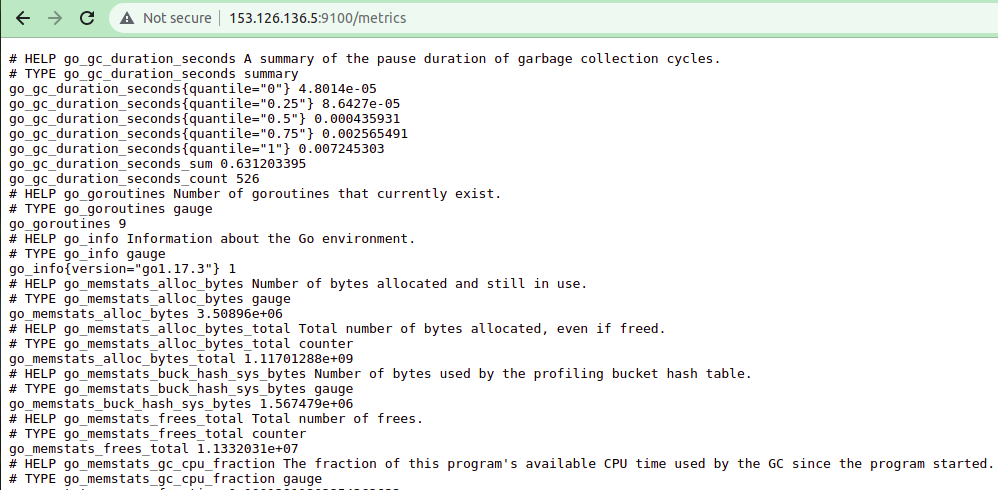 Not secure 153.126.136.5:9100/metrics
# HELP go_gc_duration_seconds A summary of the pause duration of garbage collection cycles.
# TYPE go_gc_duration_seconds summary
go_gc_duration_seconds{quantile="0"} 4.8014e-05
go_gc_duration_seconds{quantile="0.25"} 8.6427e-05
go_gc_duration_seconds{quantile="0.5"} 0.000435931
go_gc_duration_seconds{quantile="0.75"} 0.002565491
go_gc_duration_seconds{quantile="1"} 0.007245303
go_gc_duration_seconds_sum 0.631203395
go_gc_duration_seconds_count 526
# HELP go_goroutines Number of goroutines that currently exist.
# TYPE go_goroutines gauge
go_goroutines 9
# HELP go_info Information about the Go environment.
# TYPE go_info gauge
go_info{version="go1.17.3"} 1
# HELP go_memstats_alloc_bytes Number of bytes allocated and still in use.
# TYPE go_memstats_alloc_bytes gauge
go_memstats_alloc_bytes 3.50896e+06
# HELP go_memstats_alloc_bytes_total Total number of bytes allocated, even if freed.
# TYPE go_memstats_alloc_bytes_total counter
go_memstats_alloc_bytes_total 1.11701288e+09
# HELP go_memstats_buck_hash_sys_bytes Number of bytes used by the profiling bucket hash table.
# TYPE go_memstats_buck_hash_sys_bytes gauge
go_memstats_buck_hash_sys_bytes 1.567479e+06
# HELP go_memstats_frees_total Total number of frees.
# TYPE go_memstats_frees_total counter
go_memstats_frees_total 1.1332031e+07
# HELP go_memstats_gc_cpu_fraction The fraction of this program's available CPU time used by the GC since the program started.
# TYPE go_memstats_gc_cpu_fraction gauge